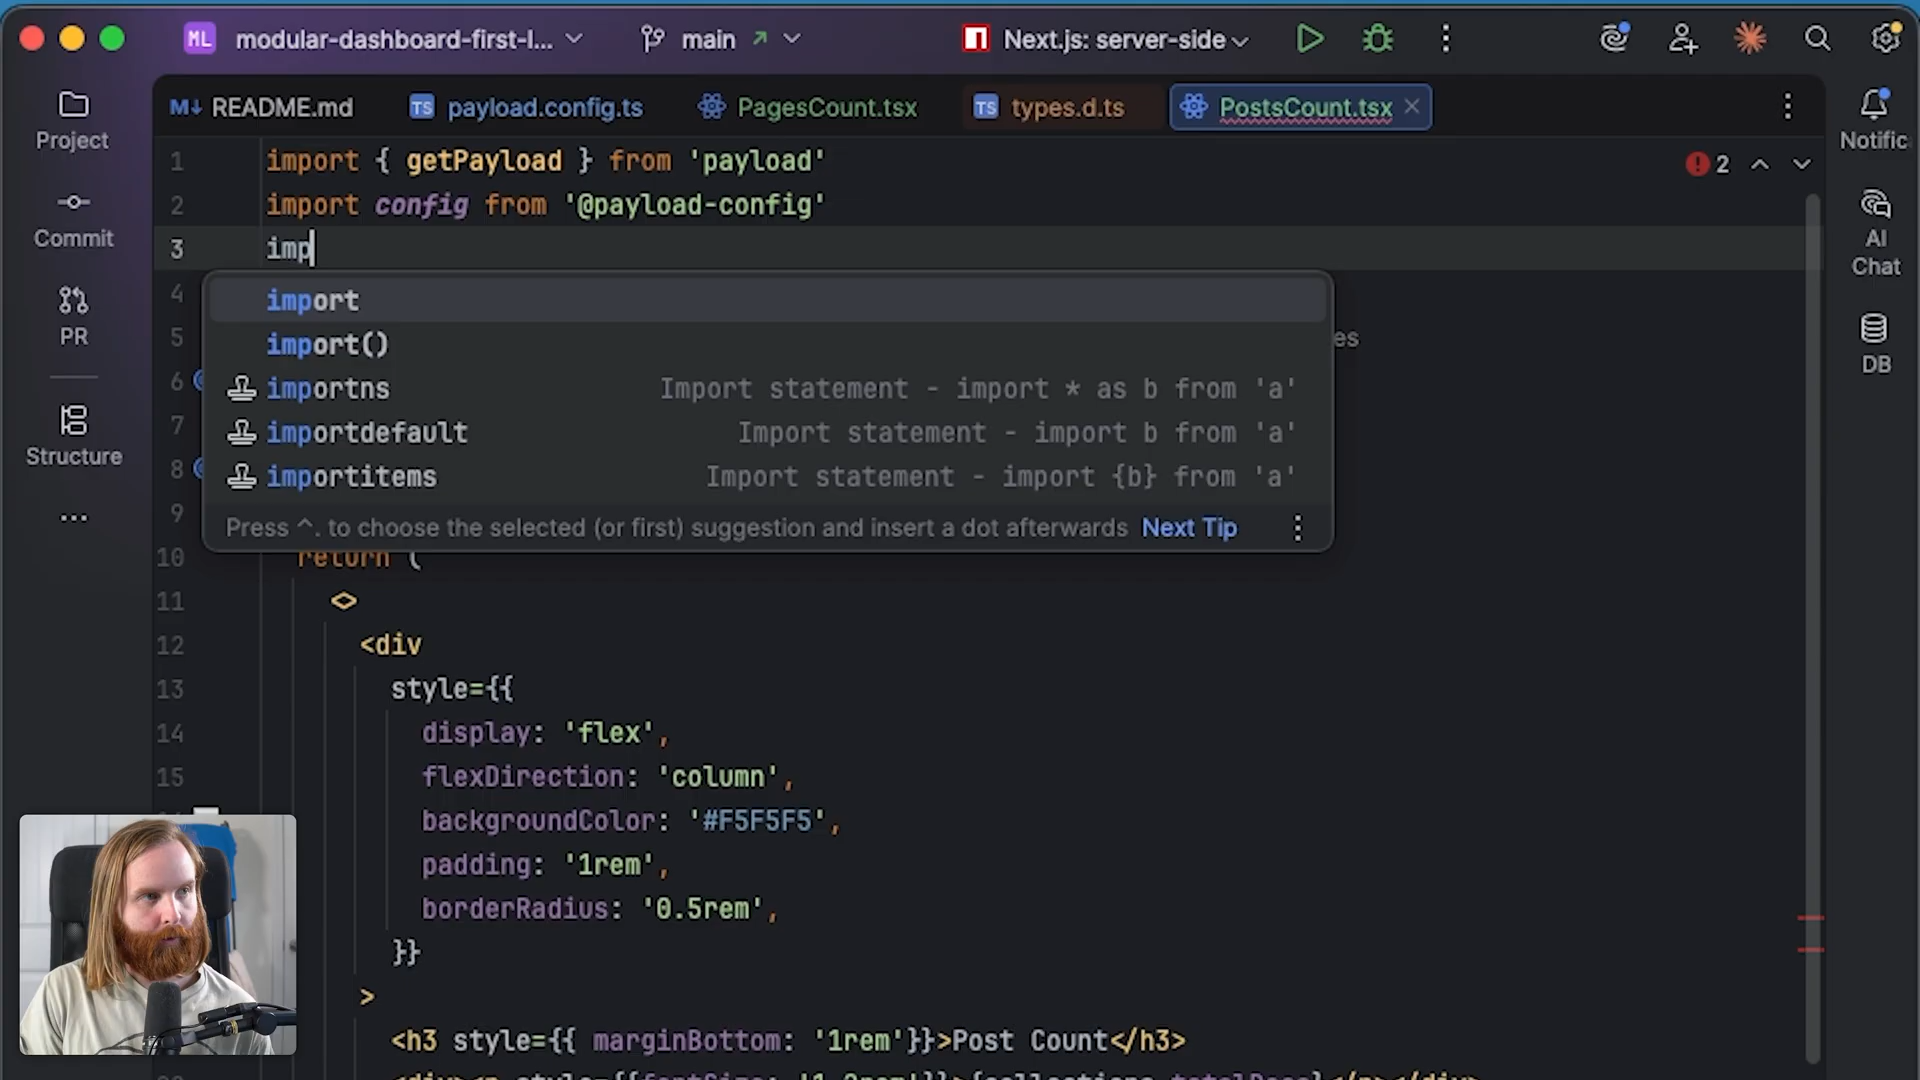 ML modular-dashboard-first-l... main Next.js: server-side
Project
Commit
PR
Structure
README.md payload.config.ts PagesCount.tsx types.d.ts PostsCount.tsx
Notific
AI
Chat
DB
2
1 import { getPayload } from 'payload'
2 import config from '@payload-config'
3 imp
4
5 es
6
7
8
9
import
import()
importns Import statement - import * as b from 'a'
importdefault Import statement - import b from 'a'
importitems Import statement - import {b} from 'a'
Press ^. to choose the selected (or first) suggestion and insert a dot afterwards Next Tip
10 return (
11 <>
12 <div
13 style={{
14 display: 'flex',
15 flexDirection: 'column',
backgroundColor: '#F5F5F5',
padding: '1rem',
borderRadius: '0.5rem',
}}
>
<h3 style={{ marginBottom: '1rem'}}>Post Count</h3>